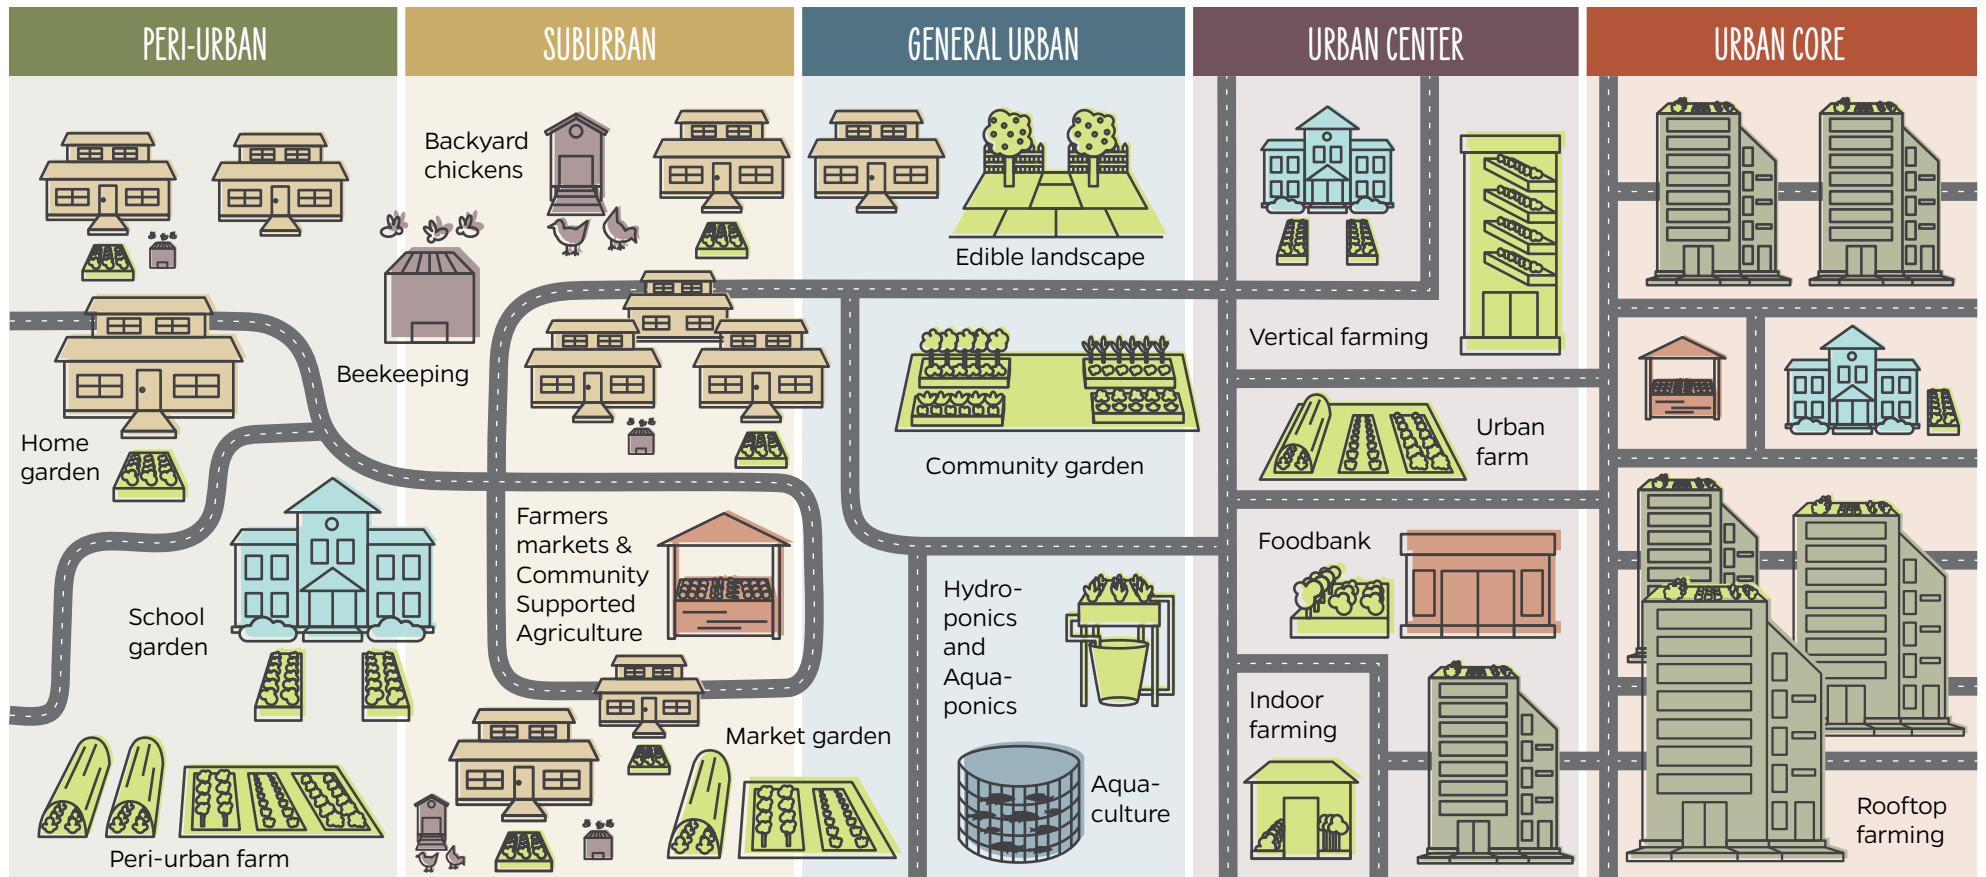 PERI-URBAN
SUBURBAN
GENERAL URBAN
URBAN CENTER
URBAN CORE
Backyard
chickens
Beekeeping
Home
garden
School
garden
Peri-urban farm
Farmers
markets &
Community
Supported
Agriculture
Market garden
Edible landscape
Community garden
Hydro-
ponics
and
Aqua-
ponics
Aqua-
culture
Vertical farming
Urban
farm
Foodbank
Indoor
farming
Rooftop
farming